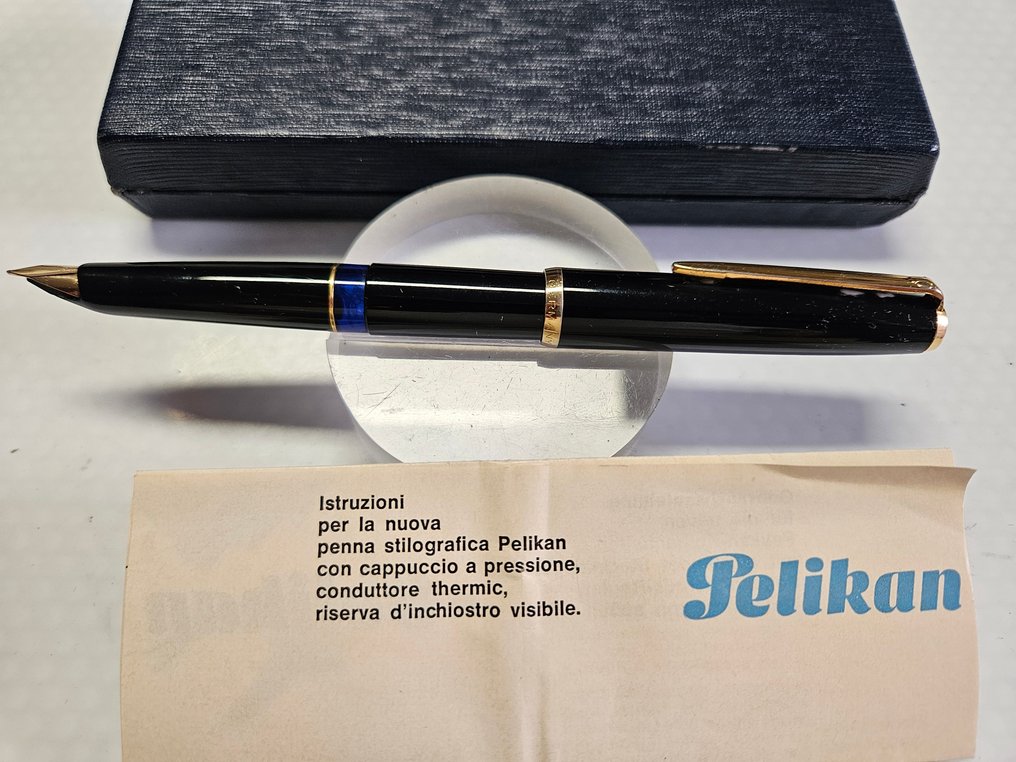 Istruzioni
per la nuova
penna stilografica Pelikan
con cappuccio a pressione,
conduttore thermic,
riserva d'inchiostro visibile.
Pelikan